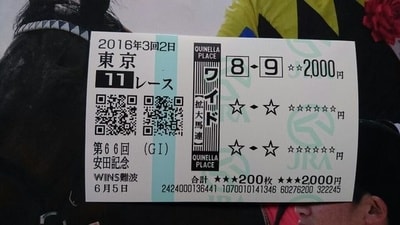 2016年3回2日
東京
11レース
第66回 (GI)
安田記念
WINS難波
6月5日
QUINELLA PLACE
ワイド
(拡大馬連)
QUINELLA PLACE
8-9 ☆☆2,000円
☆-☆ ☆☆☆☆☆☆円
☆-☆ ☆☆☆☆☆☆円
合計 ★★★200枚 ★★★2,000円
2424000136441 1070010141346 60276200 322245
JRA